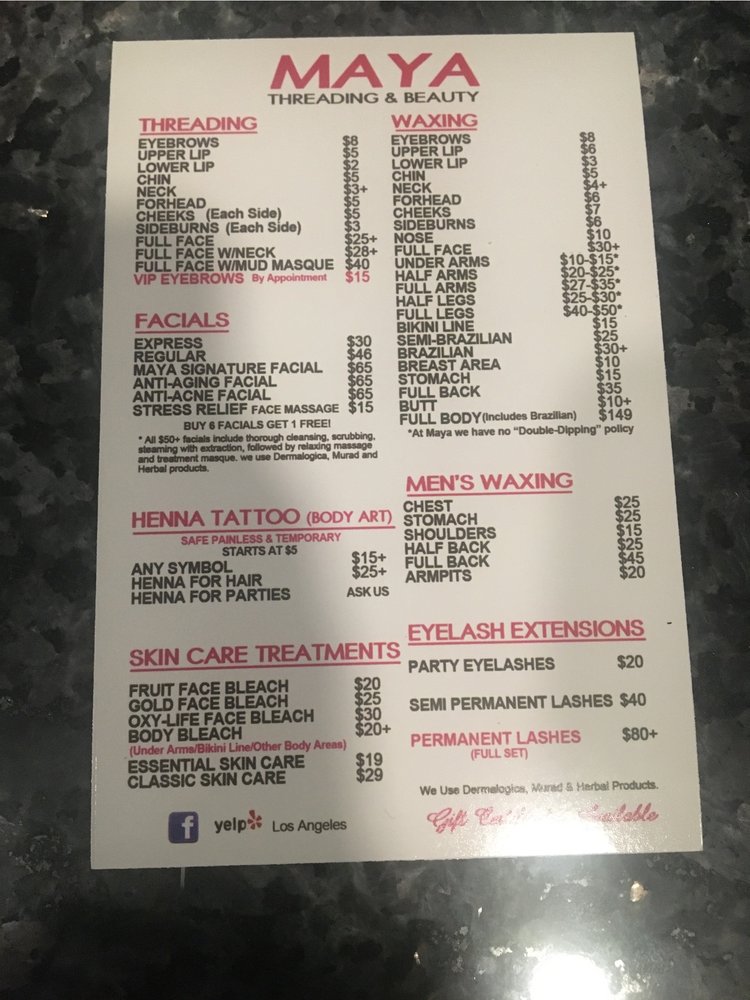 MAYA
THREADING & BEAUTY
THREADING
EYEBROWS $8
UPPER LIP $5
LOWER LIP $2
CHIN $5
NECK $3+
FORHEAD $5
CHEEKS (Each Side) $5
SIDEBURNS (Each Side) $3
FULL FACE $25+
FULL FACE W/NECK $28+
FULL FACE W/MUD MASQUE $40
VIP EYEBROWS By Appointment $15
FACIALS
EXPRESS $30
REGULAR $46
MAYA SIGNATURE FACIAL $65
ANTI-AGING FACIAL $65
ANTI-ACNE FACIAL $65
STRESS RELIEF FACE MASSAGE $15
BUY 6 FACIALS GET 1 FREE!
* All $50+ facials include thorough cleansing, scrubbing,
steaming with extraction, followed by relaxing massage
and treatment masque. we use Dermalogica, Murad and
Herbal products.
HENNA TATTOO (BODY ART)
SAFE PAINLESS & TEMPORARY
STARTS AT $5
ANY SYMBOL $15+
HENNA FOR HAIR $25+
HENNA FOR PARTIES ASK US
SKIN CARE TREATMENTS
FRUIT FACE BLEACH $20
GOLD FACE BLEACH $25
OXY-LIFE FACE BLEACH $30
BODY BLEACH $20+
(Under Arms/Bikini Line/Other Body Areas)
ESSENTIAL SKIN CARE $19
CLASSIC SKIN CARE $29
f yelp Los Angeles
WAXING
EYEBROWS $8
UPPER LIP $6
LOWER LIP $3
CHIN $5
NECK $4+
FORHEAD $6
CHEEKS $7
SIDEBURNS $6
NOSE $10
FULL FACE $30+
UNDER ARMS $10-$15*
HALF ARMS $20-$25*
FULL ARMS $27-$35*
HALF LEGS $25-$30*
FULL LEGS $40-$50*
BIKINI LINE $15
SEMI-BRAZILIAN $25
BRAZILIAN $30+
BREAST AREA $10
STOMACH $15
FULL BACK $35
BUTT $10+
FULL BODY (Includes Brazilian) $149
*At Maya we have no "Double-Dipping" policy
MEN'S WAXING
CHEST $25
STOMACH $25
SHOULDERS $15
HALF BACK $25
FULL BACK $45
ARMPITS $20
EYELASH EXTENSIONS
PARTY EYELASHES $20
SEMI PERMANENT LASHES $40
PERMANENT LASHES $80+
(FULL SET)
We Use Dermalogica, Murad & Herbal Products.
Gift